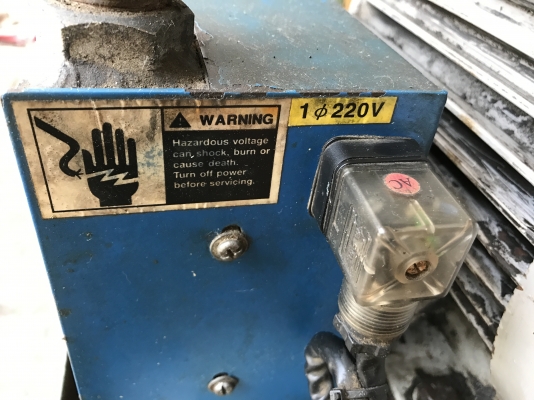 WARNING
Hazardous voltage
can shock, burn or
cause death.
Turn off power
before servicing.
1φ220V
AC